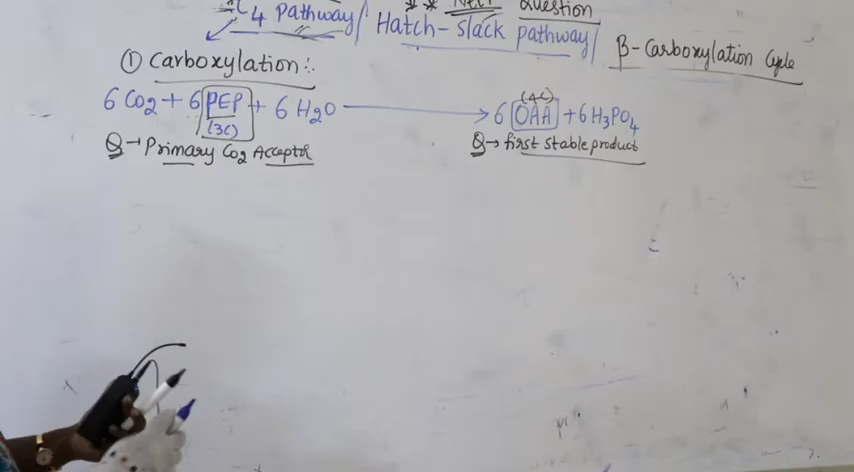 ** Next Question
C4 Pathway/ Hatch-Slack pathway/ β-Carboxylation Cycle
① Carboxylation :-
6 CO2 + 6 PEP + 6 H2O → 6 OAA + 6 H3PO4
(3C) (4C)
Q → Primary CO2 Acceptor
Q → first stable product